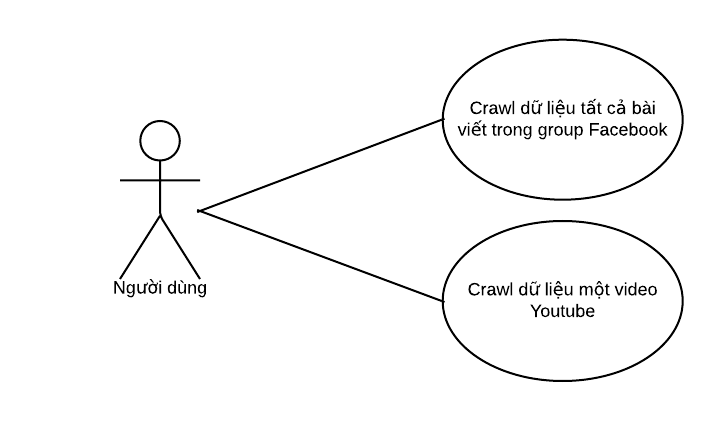 Crawl dữ liệu tất cả bài
viết trong group Facebook
Người dùng
Crawl dữ liệu một video
Youtube